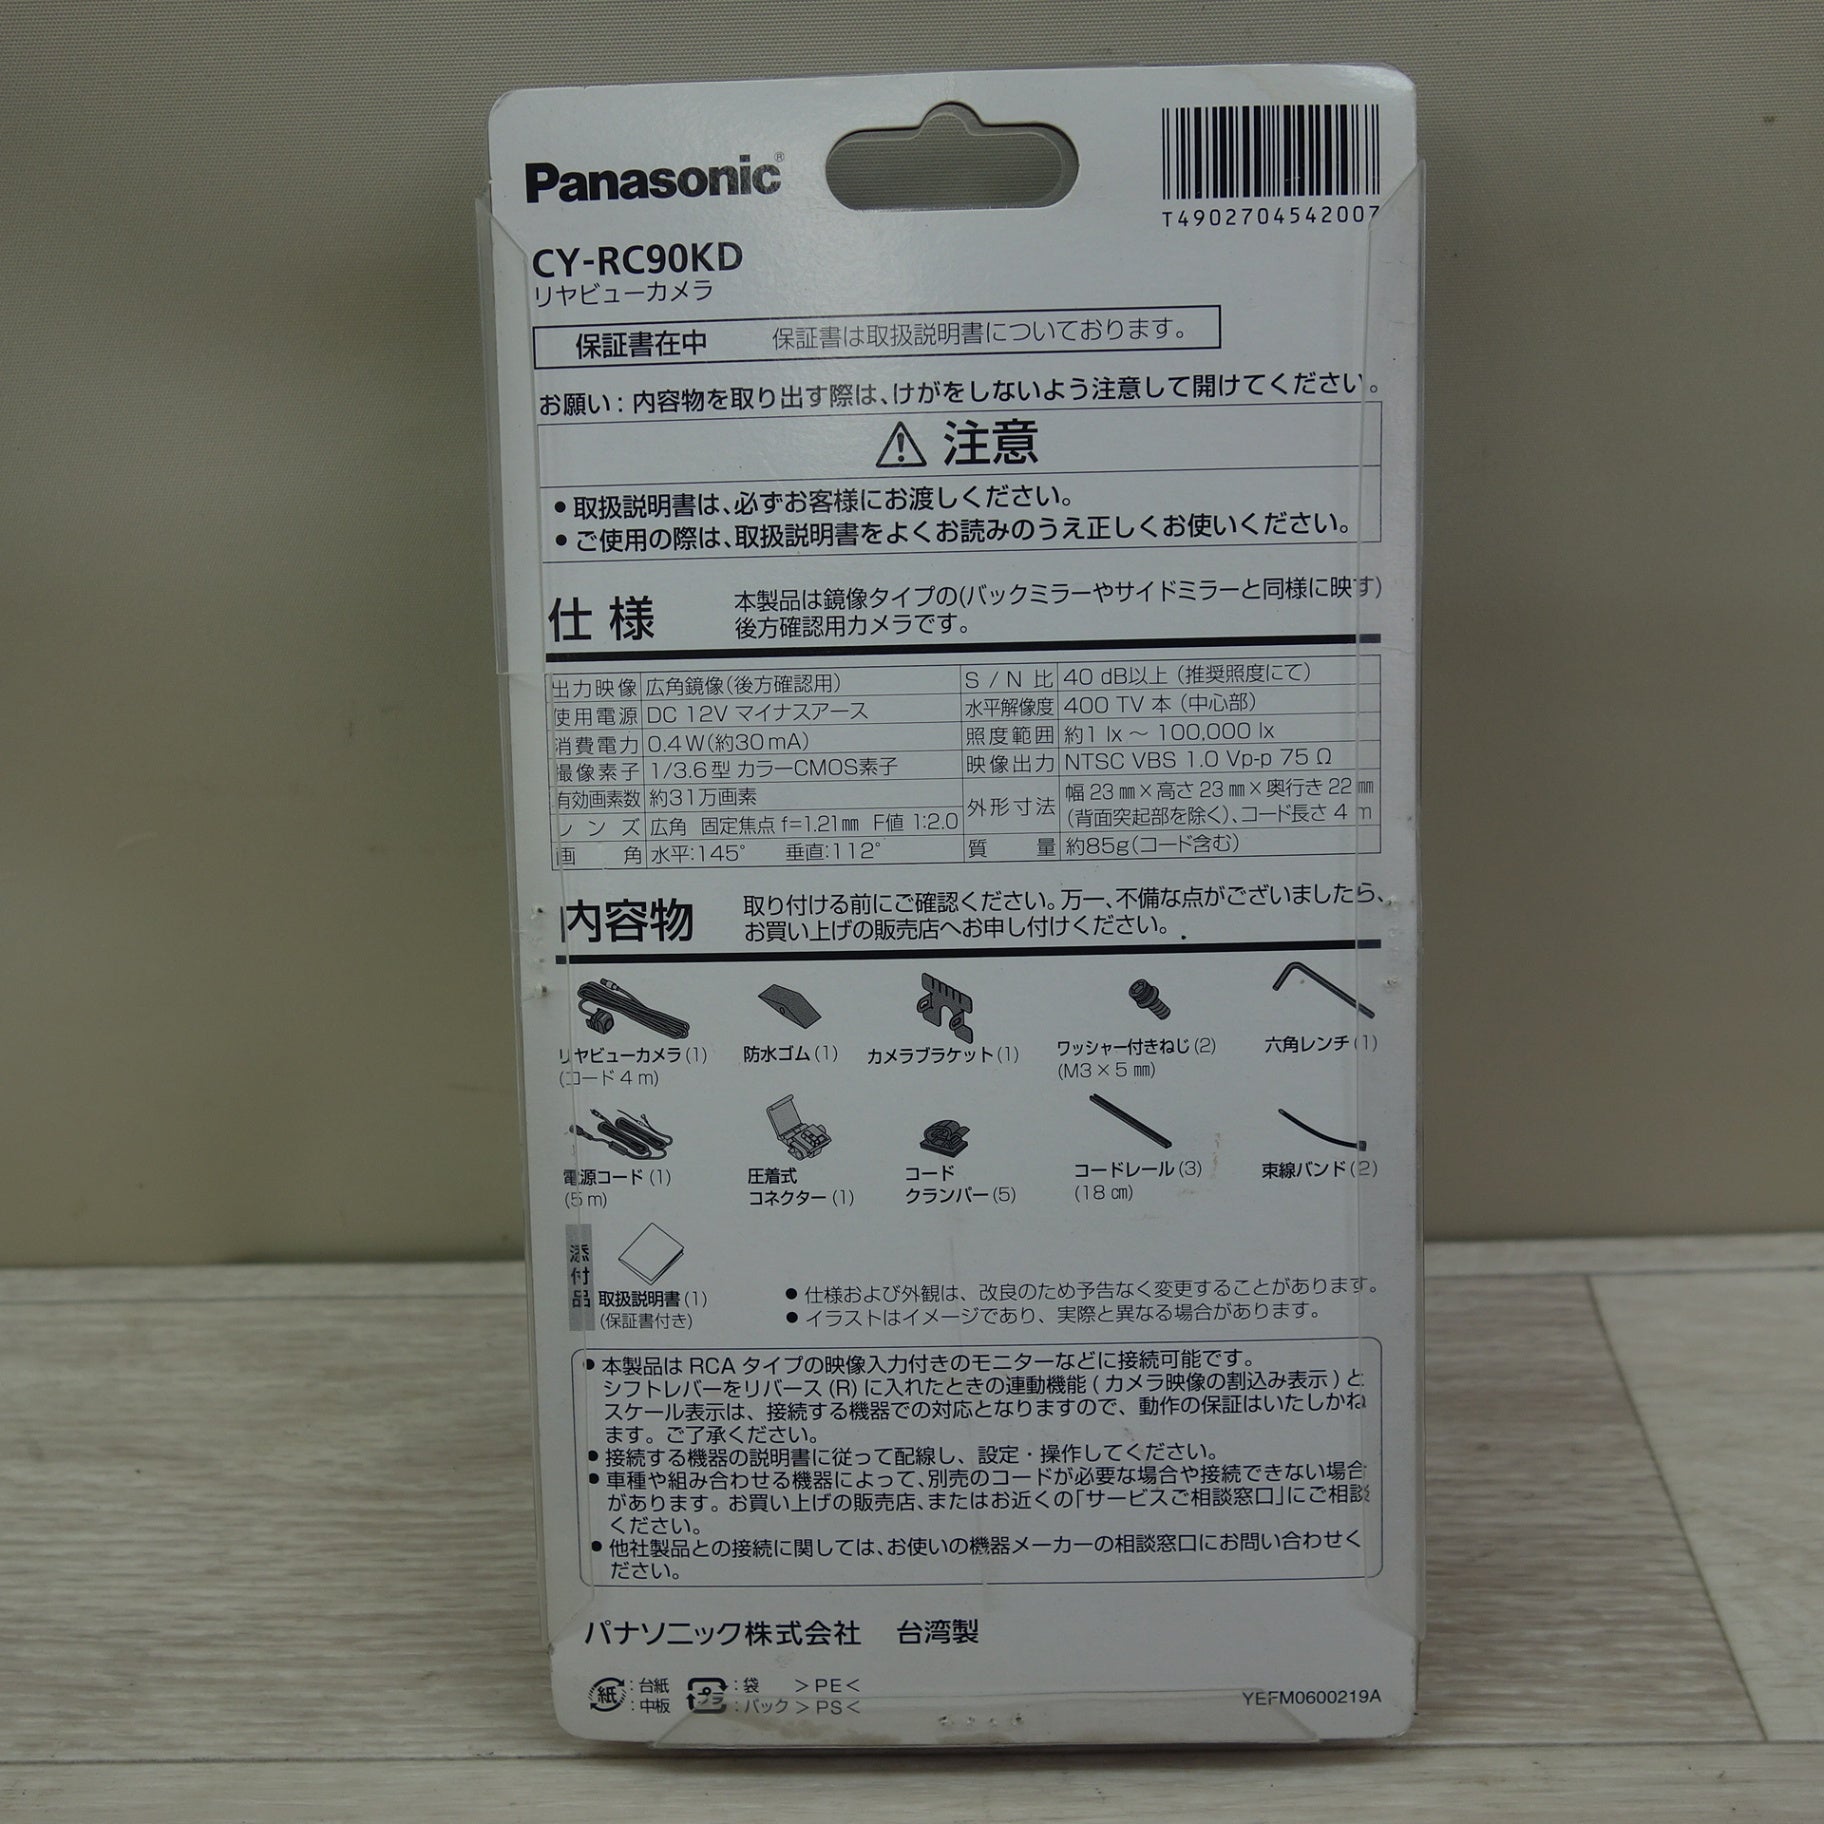 Panasonic®
T4902704542007
CY-RC90KD
リヤビューカメラ
保証書在中 保証書は取扱説明書についております。
お願い:内容物を取り出す際は、けがをしないよう注意して開けてください。
注意
●取扱説明書は、必ずお客様にお渡しください。
●ご使用の際は、取扱説明書をよくお読みのうえ正しくお使いください。
仕様
本製品は鏡像タイプの(バックミラーやサイドミラーと同様に映す)
後方確認用カメラです。
出力映像 広角鏡像(後方確認用) S/N比 40 dB以上(推奨照度にて)
使用電源 DC 12V マイナスアース 水平解像度 400 TV 本(中心部)
消費電力 0.4W(約30mA) 照度範囲 約1 lx ～ 100,000 lx
撮像素子 1/3.6型 カラーCMOS素子 映像出力 NTSC VBS 1.0 Vp-p 75 Ω
有効画素数 約31万画素 外形寸法 幅 23 ㎜×高さ 23 ㎜×奥行き 22 ㎜
レンズ 広角 固定焦点 f=1.21㎜ F値 1:2.0 (背面突起部を除く)、コード長さ 4 m
画角 水平:145° 垂直:112° 質量 約85g(コード含む)
内容物
取り付ける前にご確認ください。万一、不備な点がございましたら、
お買い上げの販売店へお申し付けください。
リヤビューカメラ(1) 防水ゴム(1) カメラブラケット(1) ワッシャー付きねじ(2) 六角レンチ(1)
(コード 4 m) (M3×5 ㎜)
電源コード(1) 圧着式 コード コードレール(3) 束線バンド(2)
(5 m) コネクター(1) クランパー(5) (18 ㎝)
添付品
取扱説明書(1)
(保証書付き)
●仕様および外観は、改良のため予告なく変更することがあります。
●イラストはイメージであり、実際と異なる場合があります。
●本製品は RCA タイプの映像入力付きのモニターなどに接続可能です。
シフトレバーをリバース(R)に入れたときの連動機能(カメラ映像の割込み表示)と
スケール表示は、接続する機器での対応となりますので、動作の保証はいたしかね
ます。ご了承ください。
●接続する機器の説明書に従って配線し、設定・操作してください。
●車種や組み合わせる機器によって、別売のコードが必要な場合や接続できない場合
があります。お買い上げの販売店、またはお近くの「サービスご相談窓口」にご相談
ください。
●他社製品との接続に関しては、お使いの機器メーカーの相談窓口にお問い合わせく
ださい。
パナソニック株式会社 台湾製
紙 :台紙 プラ :袋 >PE<
:中板 :パック >PS<
YEFM0600219A